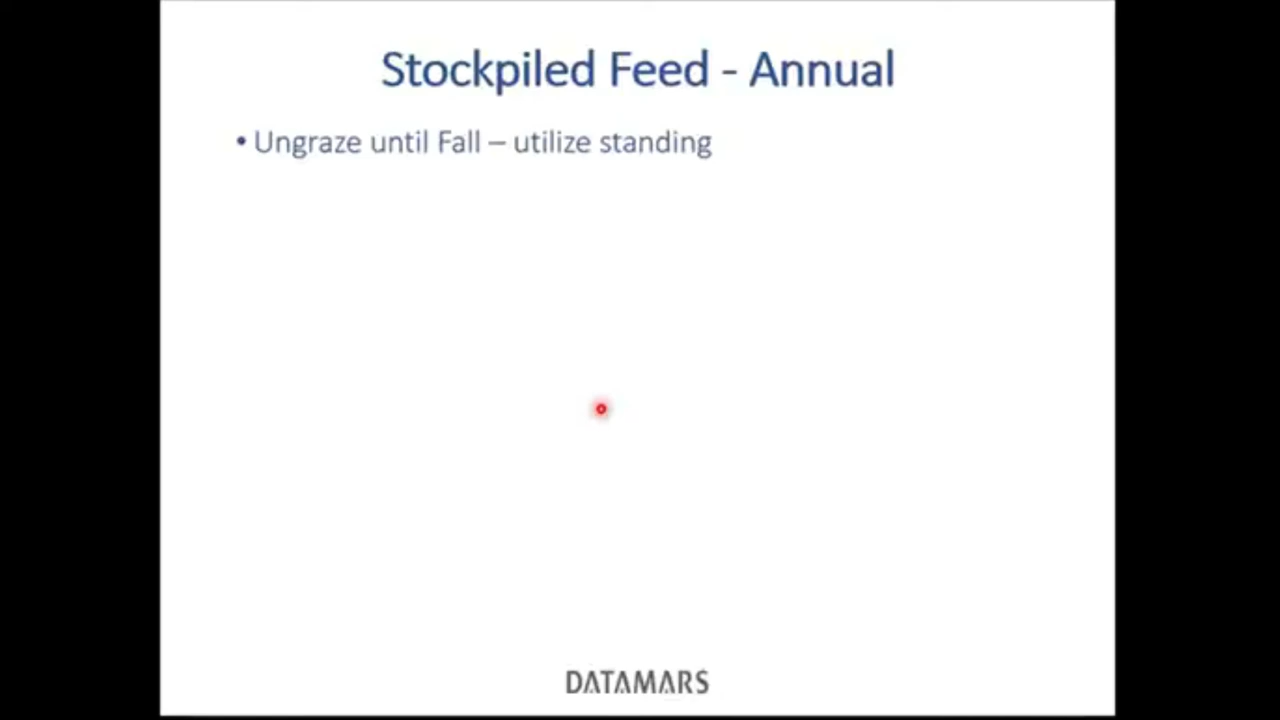 Stockpiled Feed - Annual
• Ungraze until Fall – utilize standing
DATAMARS